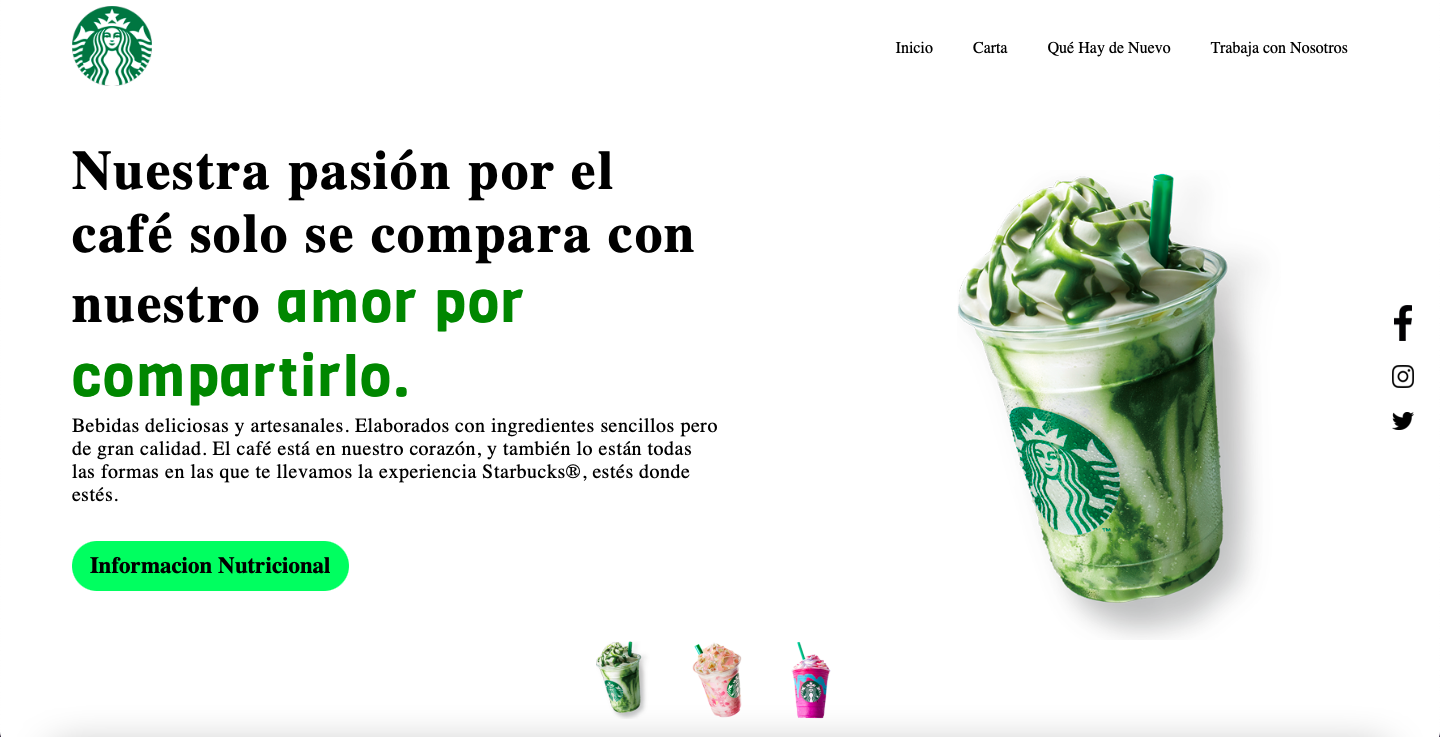 Inicio Carta Qué Hay de Nuevo Trabaja con Nosotros
Nuestra pasión por el
café solo se compara con
nuestro amor por
compartirlo.
Bebidas deliciosas y artesanales. Elaborados con ingredientes sencillos pero
de gran calidad. El café está en nuestro corazón, y también lo están todas
las formas en las que te llevamos la experiencia Starbucks®, estés donde
estés.
Informacion Nutricional
TM